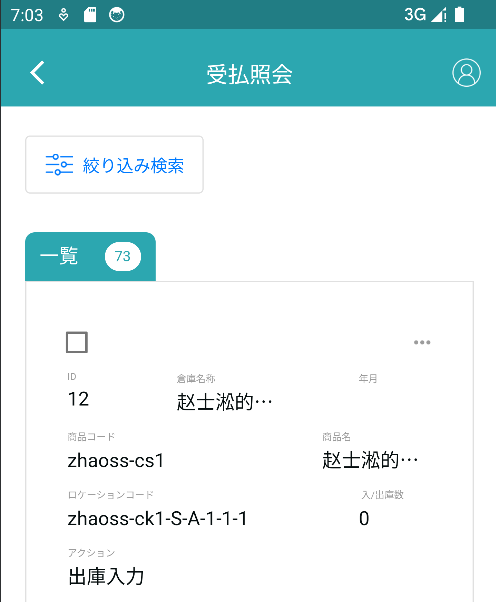 7:03 3G
受払照会
絞り込み検索
一覧 73
ID 倉庫名称 年月
12 赵士淞的…
商品コード 商品名
zhaoss-cs1 赵士淞的…
ロケーションコード 入/出庫数
zhaoss-ck1-S-A-1-1-1 0
アクション
出庫入力